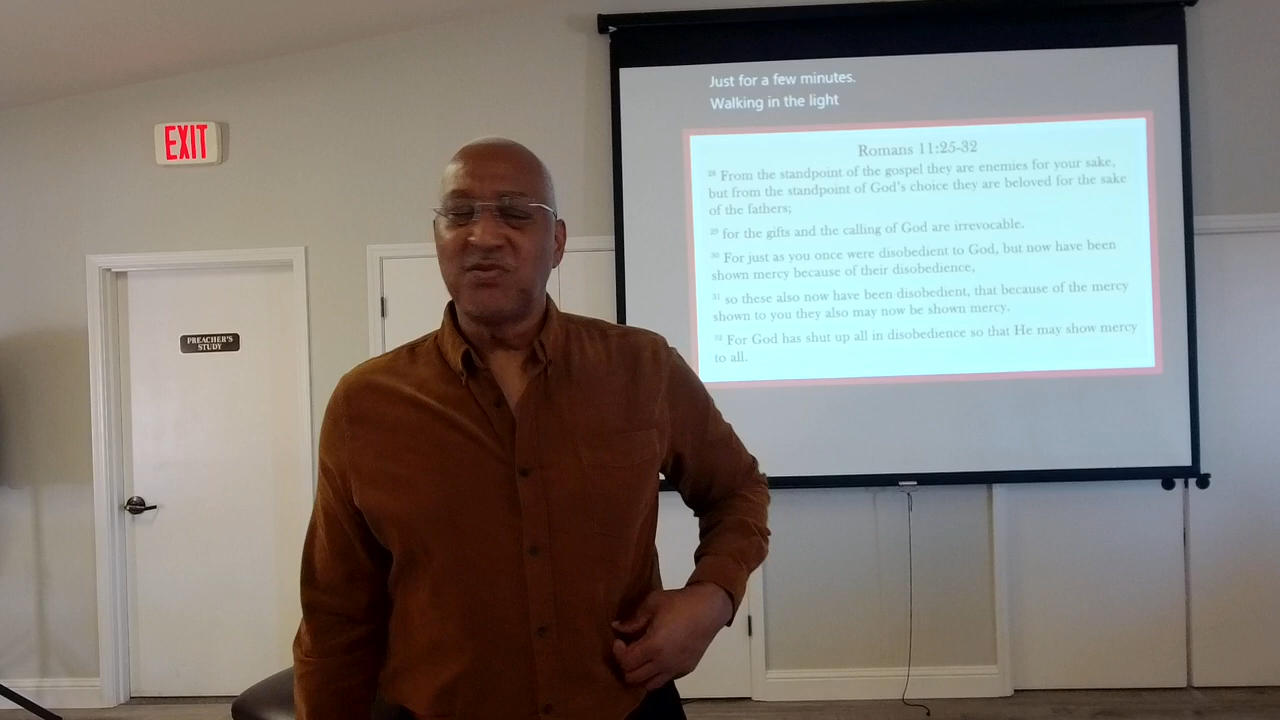 Just for a few minutes.
Walking in the light
EXIT
Romans 11:25-32
28 From the standpoint of the gospel they are enemies for your sake,
but from the standpoint of God's choice they are beloved for the sake
of the fathers;
29 for the gifts and the calling of God are irrevocable.
30 For just as you once were disobedient to God, but now have been
shown mercy because of their disobedience,
31 so these also now have been disobedient, that because of the mercy
shown to you they also may now be shown mercy.
32 For God has shut up all in disobedience so that He may show mercy
to all.
PREACHER'S
STUDY